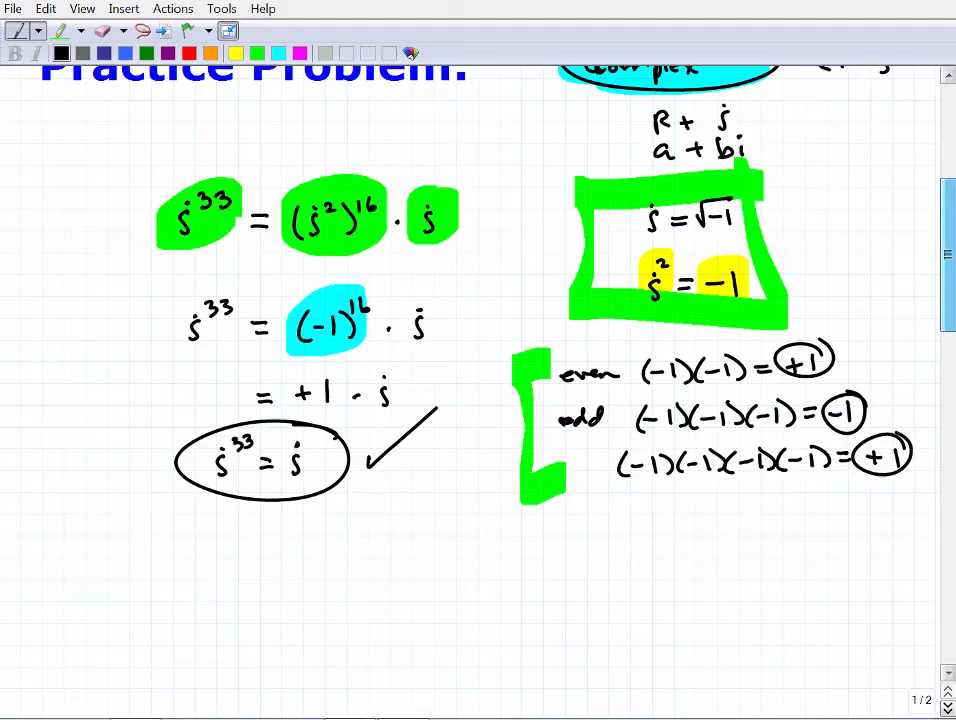 File Edit View Insert Actions Tools Help
B I
Practice Problem:
complex
R + i
a + bi
i³³ = (i²)¹⁶ · i
i = √-1
i² = -1
i³³ = (-1)¹⁶ · i
= +1 · i
i³³ = i ✓
even (-1)(-1) = +1
odd (-1)(-1)(-1) = -1
(-1)(-1)(-1)(-1) = +1
1 / 2